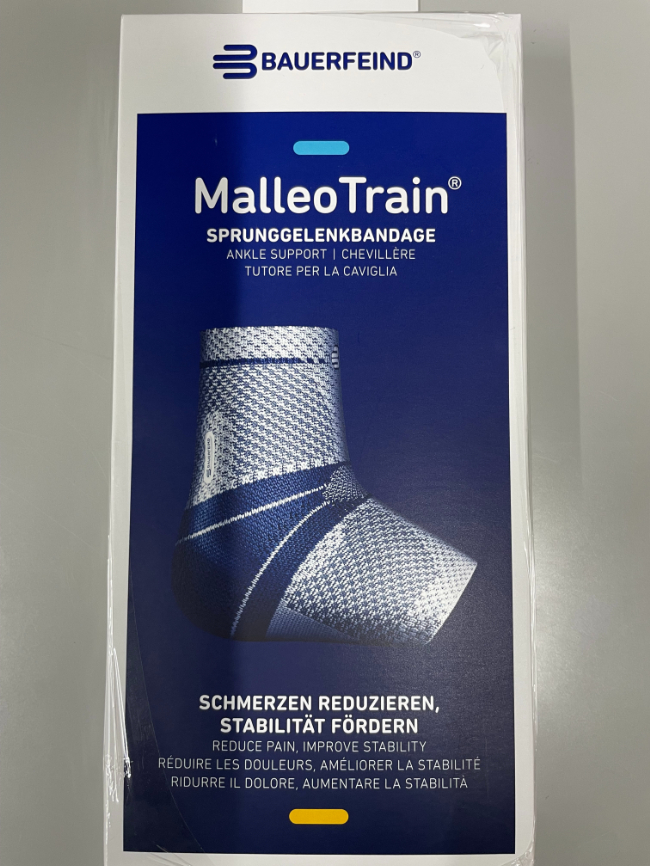 BAUERFEIND®
MalleoTrain®
SPRUNGGELENKBANDAGE
ANKLE SUPPORT | CHEVILLÈRE
TUTORE PER LA CAVIGLIA
SCHMERZEN REDUZIEREN,
STABILITÄT FÖRDERN
REDUCE PAIN, IMPROVE STABILITY
RÉDUIRE LES DOULEURS, AMÉLIORER LA STABILITÉ
RIDURRE IL DOLORE, AUMENTARE LA STABILITÀ